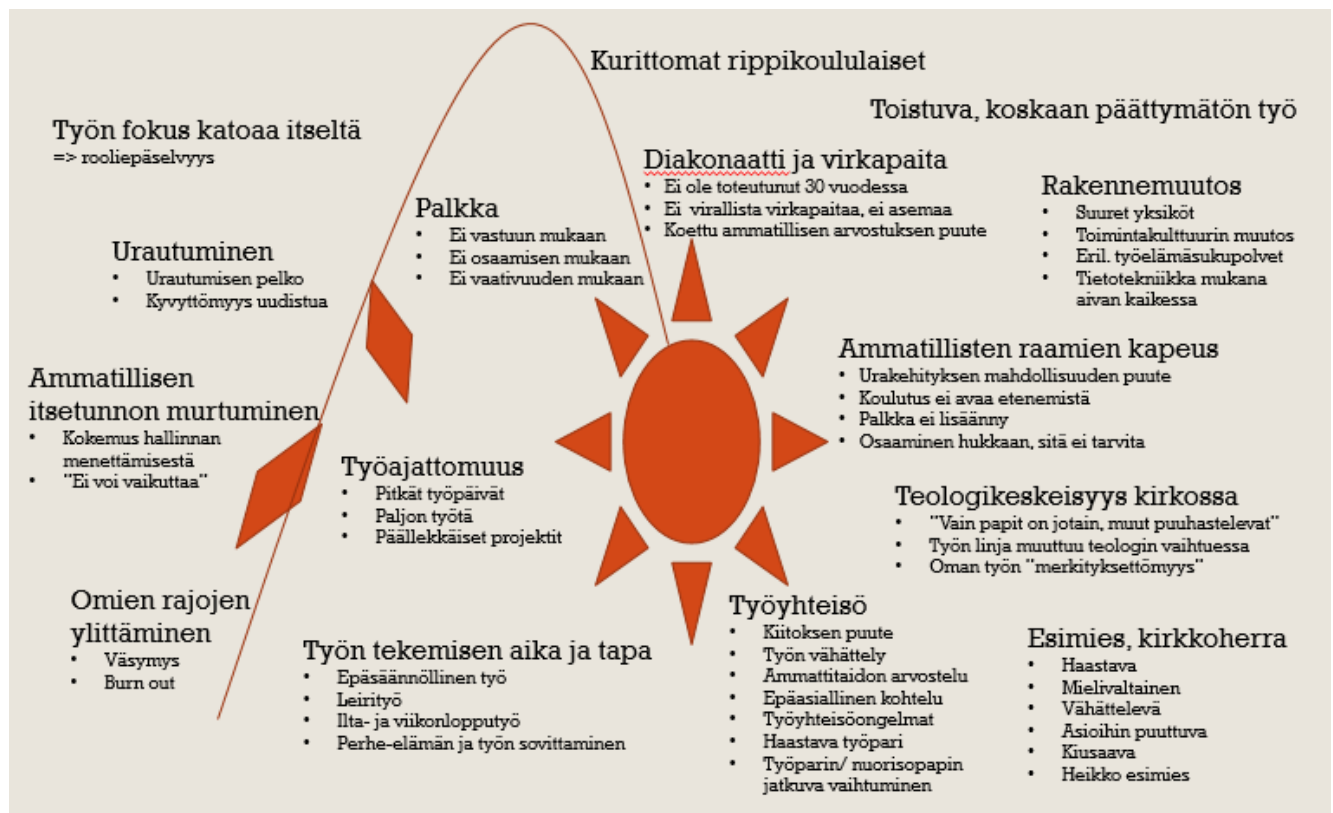 Kurittomat rippikoululaiset
Toistuva, koskaan päättymätön työ
Työn fokus katoaa itseltä
=> rooliepäselvyys
Diakonaatti ja virkapaita
• Ei ole toteutunut 30 vuodessa
• Ei virallista virkapaitaa, ei asemaa
• Koettu ammatillisen arvostuksen puute
Rakennemuutos
• Suuret yksiköt
• Toimintakulttuurin muutos
• Eril. työelämäsukupolvet
• Tietotekniikka mukana
aivan kaikessa
Palkka
• Ei vastuun mukaan
• Ei osaamisen mukaan
• Ei vaativuuden mukaan
Urautuminen
• Urautumisen pelko
• Kyvyttömyys uudistua
Ammatillisten raamien kapeus
• Urakehityksen mahdollisuuden puute
• Koulutus ei avaa etenemistä
• Palkka ei lisäänny
• Osaaminen hukkaan, sitä ei tarvita
Ammatillisen
itsetunnon murtuminen
• Kokemus hallinnan
menettämisestä
• "Ei voi vaikuttaa"
Työajattomuus
• Pitkät työpäivät
• Paljon työtä
• Päällekkäiset projektit
Teologikeskeisyys kirkossa
• "Vain papit on jotain, muut puuhastelevat"
• Työn linja muuttuu teologin vaihtuessa
• Oman työn "merkityksettömyys"
Omien rajojen
ylittäminen
• Väsymys
• Burn out
Työn tekemisen aika ja tapa
• Epäsäännöllinen työ
• Leirityö
• Ilta- ja viikonlopputyö
• Perhe-elämän ja työn sovittaminen
Työyhteisö
• Kiitoksen puute
• Työn vähättely
• Ammattitaidon arvostelu
• Epäasiallinen kohtelu
• Työyhteisöongelmat
• Haastava työpari
• Työparin/ nuorisopapin
jatkuva vaihtuminen
Esimies, kirkkoherra
• Haastava
• Mielivaltainen
• Vähättelevä
• Asioihin puuttuva
• Kiusaava
• Heikko esimies